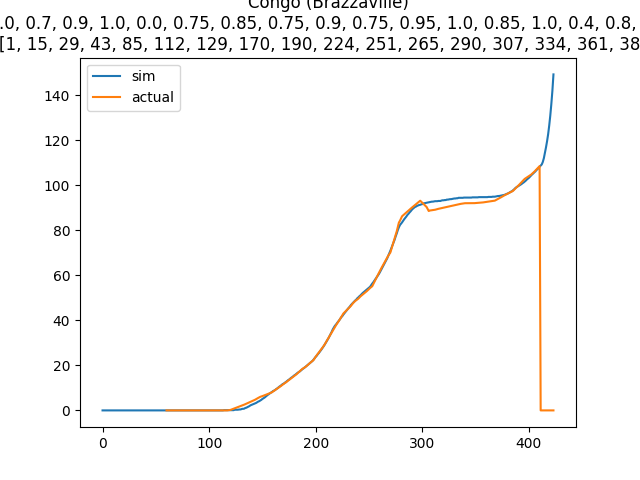 Congo (Brazzaville)
.0, 0.7, 0.9, 1.0, 0.0, 0.75, 0.85, 0.75, 0.9, 0.75, 0.95, 1.0, 0.85, 1.0, 0.4, 0.8,
[1, 15, 29, 43, 85, 112, 129, 170, 190, 224, 251, 265, 290, 307, 334, 361, 38
sim
actual
140
120
100
80
60
40
20
0
0 100 200 300 400